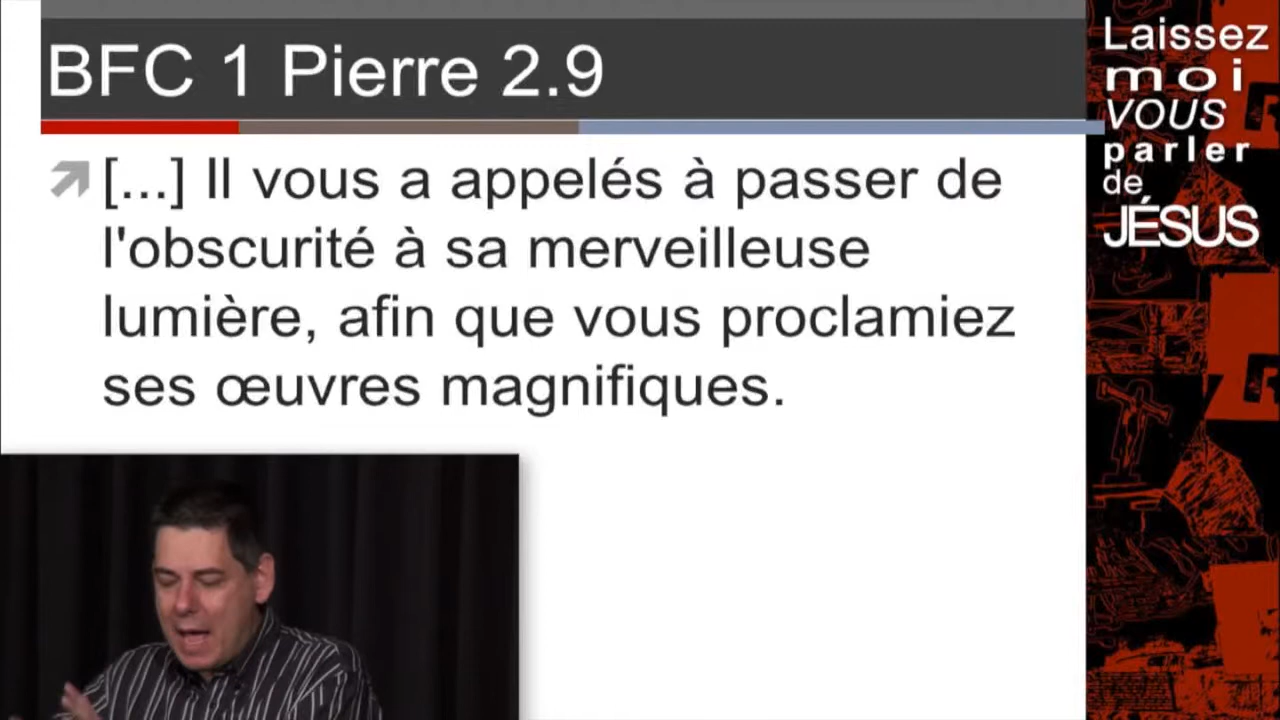 BFC 1 Pierre 2.9
[...] Il vous a appelés à passer de
l'obscurité à sa merveilleuse
lumière, afin que vous proclamiez
ses œuvres magnifiques.
Laissez
moi
VOUS
parler
de
JÉSUS